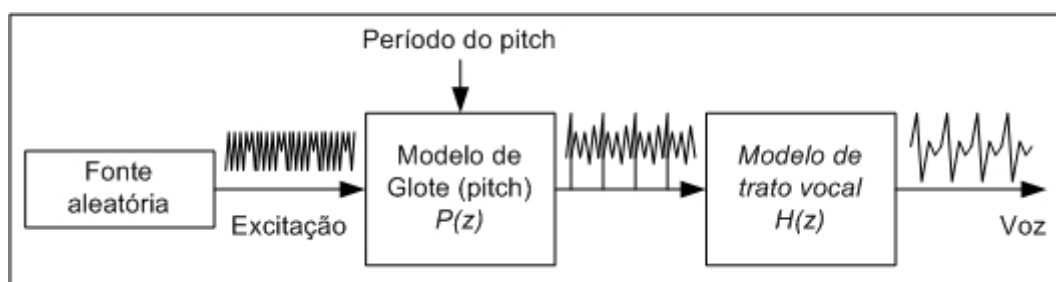 Período do pitch
Fonte
aleatória
Excitação
Modelo de
Glote (pitch)
P(z)
Modelo de
trato vocal
H(z)
Voz